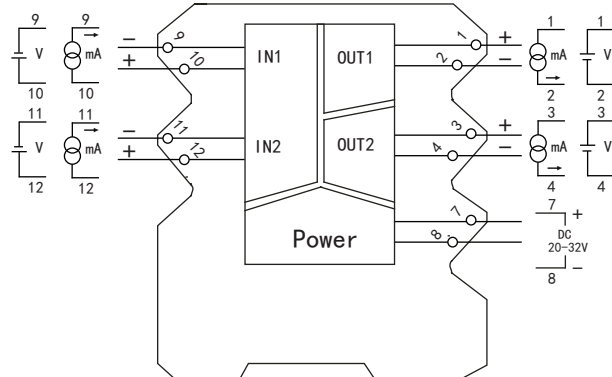 9 9 1 1
− 9 1 +
V mA + 10 IN1 OUT1 2 − mA V
10 10 2 2
11 11 3 3
− 11 3 +
V mA + 12 IN2 OUT2 4 − mA V
12 12 4 4
7
7 +
Power DC
20-32V
8
8 −